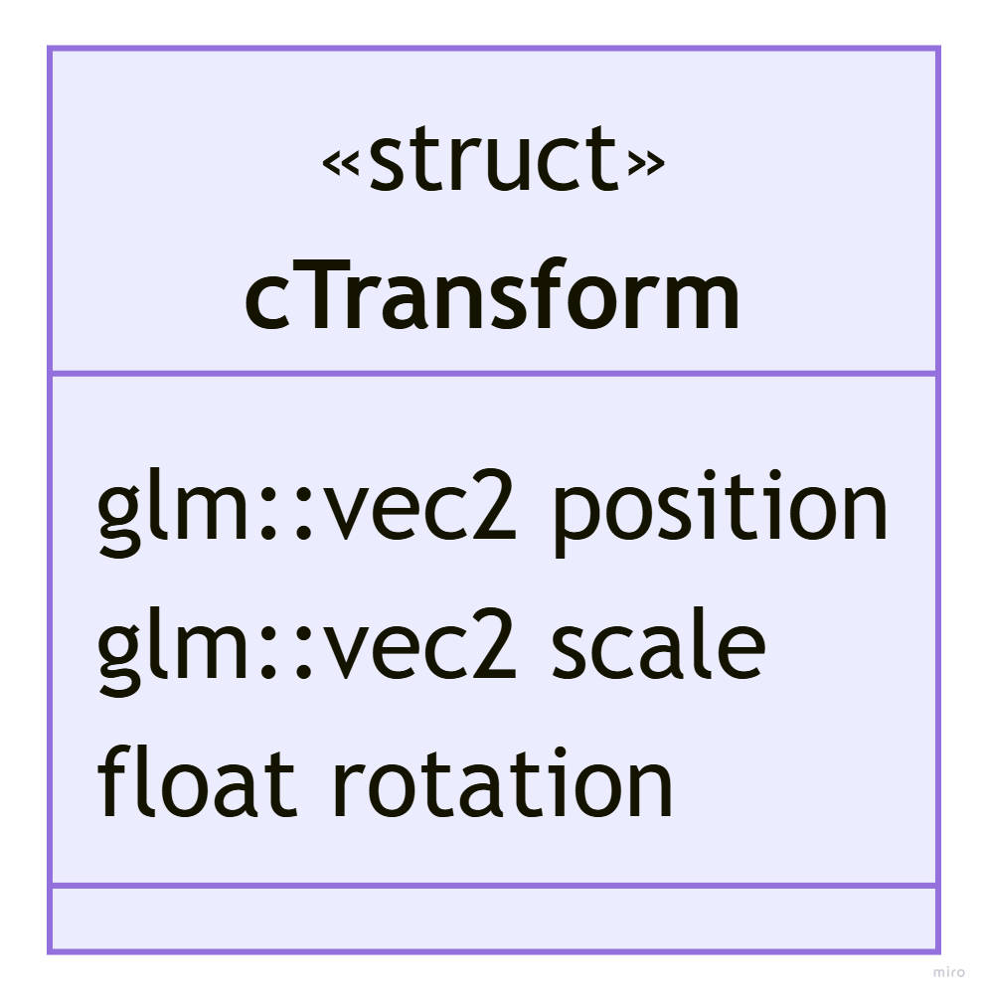 «struct»
cTransform
glm::vec2 position
glm::vec2 scale
float rotation
miro